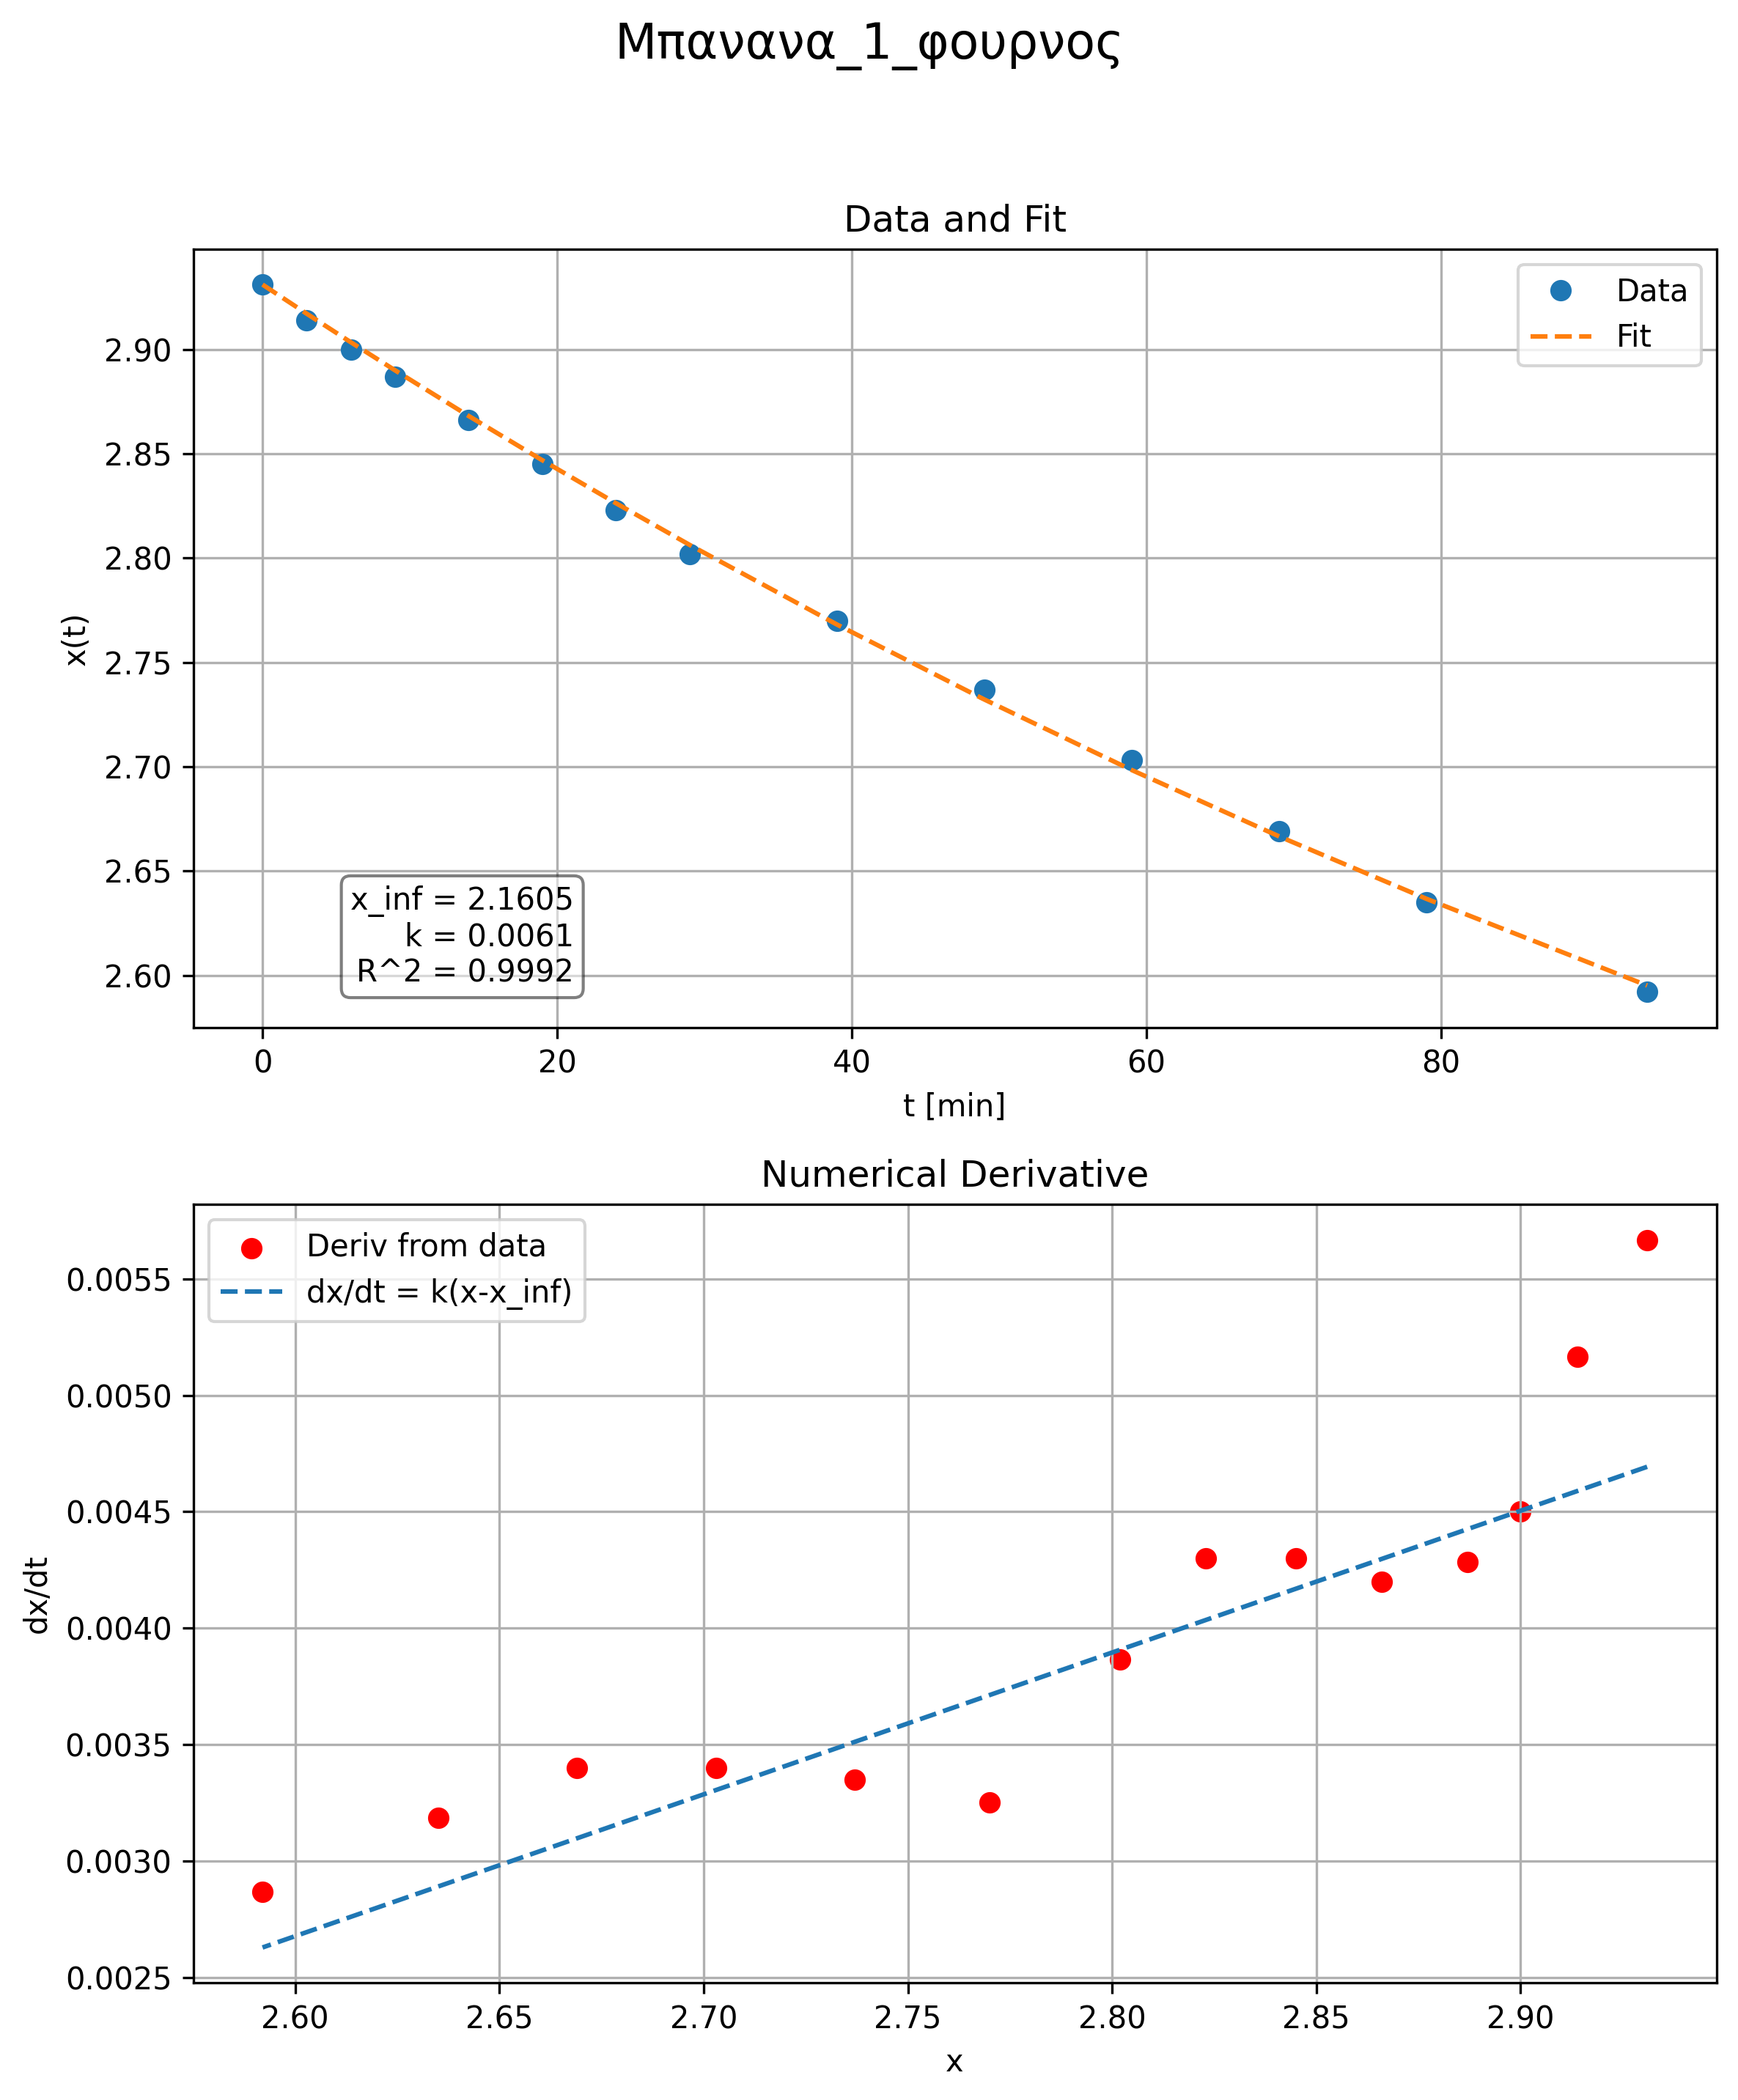 Μπανανα_1_φουρνος
Data and Fit
Data
Fit
2.90
2.85
2.80
2.75
2.70
2.65
2.60
x(t)
x_inf = 2.1605
k = 0.0061
R^2 = 0.9992
0 20 40 60 80
t [min]
Numerical Derivative
Deriv from data
dx/dt = k(x-x_inf)
0.0055
0.0050
0.0045
0.0040
0.0035
0.0030
0.0025
dx/dt
2.60 2.65 2.70 2.75 2.80 2.85 2.90
x